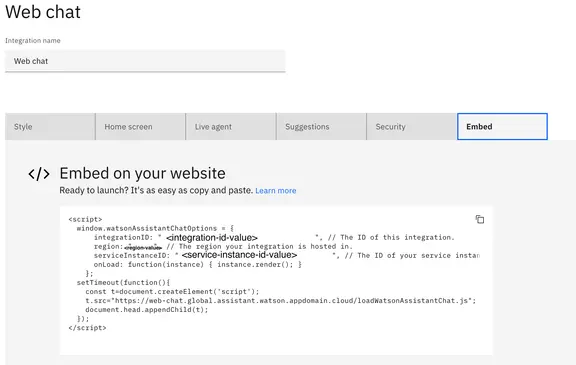 Web chat
Integration name
Web chat
Style
Home screen
Live agent
Suggestions
Security
Embed
</> Embed on your website
Ready to launch? It's as easy as copy and paste. Learn more
<script>
window.watsonAssistantChatOptions = {
integrationID: " <integration-id-value> ", // The ID of this integration.
region: "<region-value>" // The region your integration is hosted in.
serviceInstanceID: " <service-instance-id-value> ", // The ID of your service instan
onLoad: function(instance) { instance.render(); }
};
setTimeout(function(){
const t=document.createElement('script');
t.src="https://web-chat.global.assistant.watson.appdomain.cloud/loadWatsonAssistantChat.js";
document.head.appendChild(t);
});
</script>